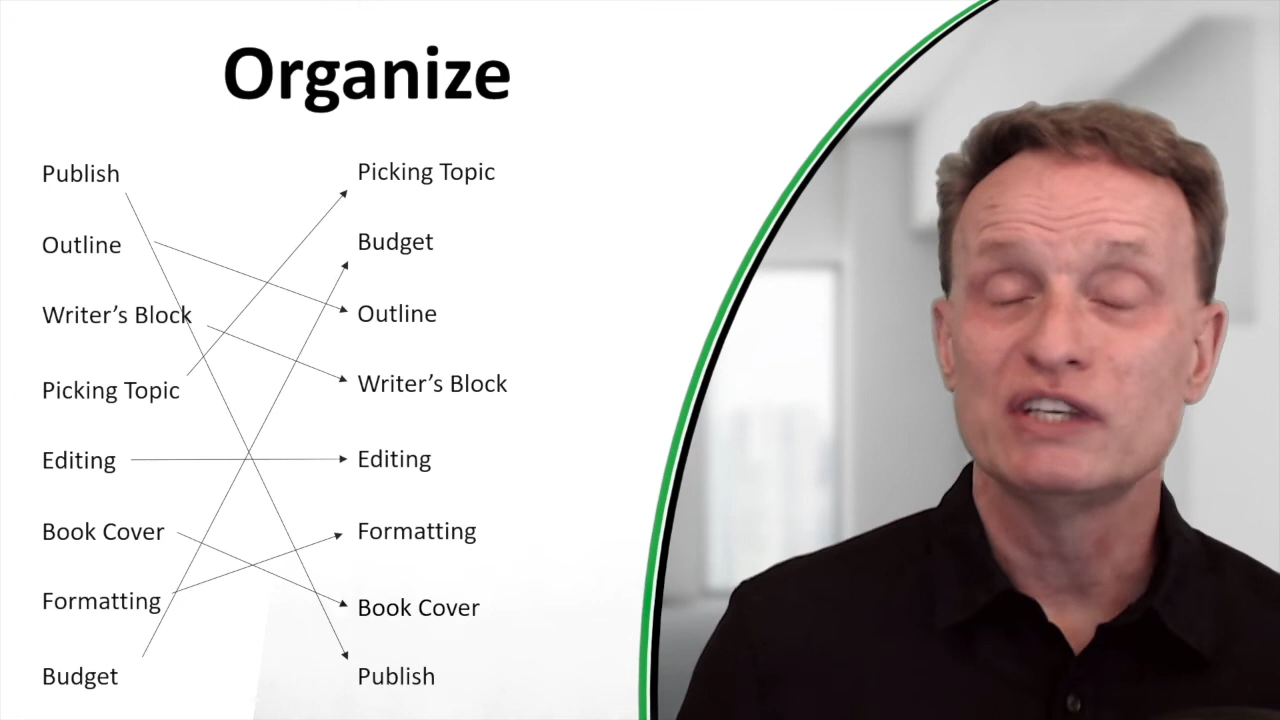 Organize
Publish
Outline
Writer's Block
Picking Topic
Editing
Book Cover
Formatting
Budget
Picking Topic
Budget
Outline
Writer's Block
Editing
Formatting
Book Cover
Publish